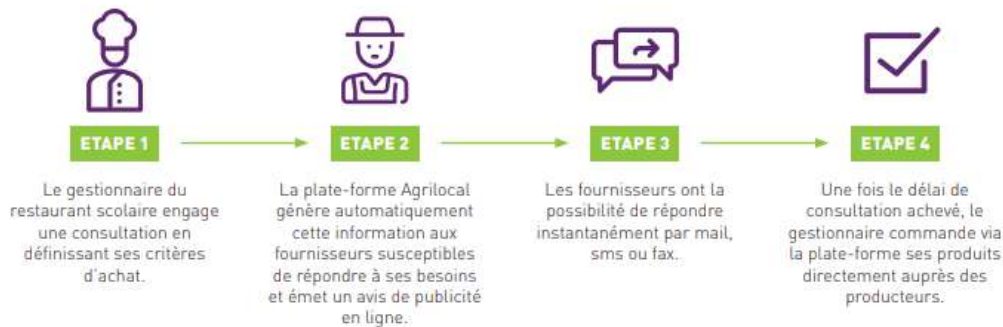 ETAPE 1
Le gestionnaire du
restaurant scolaire engage
une consultation en
définissant ses critères
d'achat.
ETAPE 2
La plate-forme Agrilocal
génère automatiquement
cette information aux
fournisseurs susceptibles
de répondre à ses besoins
et émet un avis de publicité
en ligne.
ETAPE 3
Les fournisseurs ont la
possibilité de répondre
instantanément par mail,
sms ou fax.
ETAPE 4
Une fois le délai de
consultation achevé, le
gestionnaire commande via
la plate-forme ses produits
directement auprès des
producteurs.